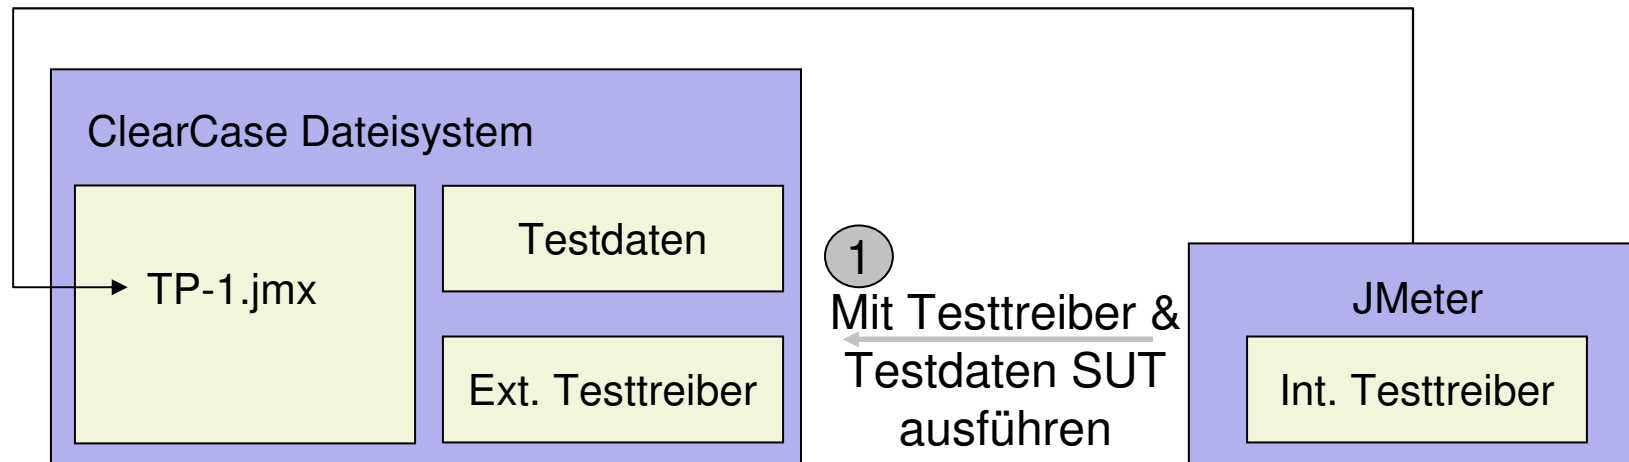 ClearCase Dateisystem
TP-1.jmx
Testdaten
Ext. Testtreiber
1
Mit Testtreiber &
Testdaten SUT
ausführen
JMeter
Int. Testtreiber